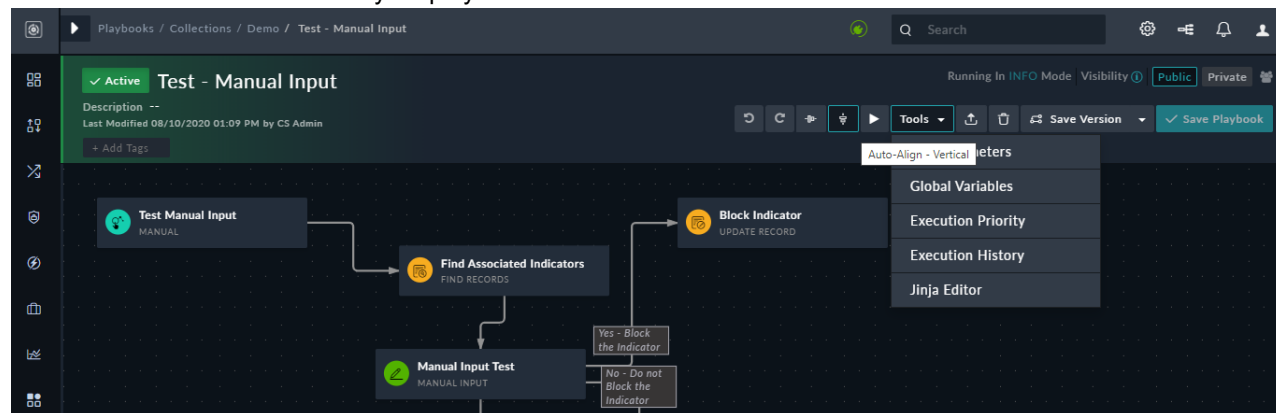 Playbooks / Collections / Demo / Test - Manual Input
Search
✓ Active Test - Manual Input
Running In INFO Mode Visibility Public Private
Description --
Last Modified 08/10/2020 01:09 PM by CS Admin
+ Add Tags
Tools Save Version ✓ Save Playbook
Auto-Align - Vertical
Global Variables
Execution Priority
Execution History
Jinja Editor
Test Manual Input
MANUAL
Block Indicator
UPDATE RECORD
Find Associated Indicators
FIND RECORDS
Yes - Block
the Indicator
Manual Input Test
MANUAL INPUT
No - Do not
Block the
Indicator